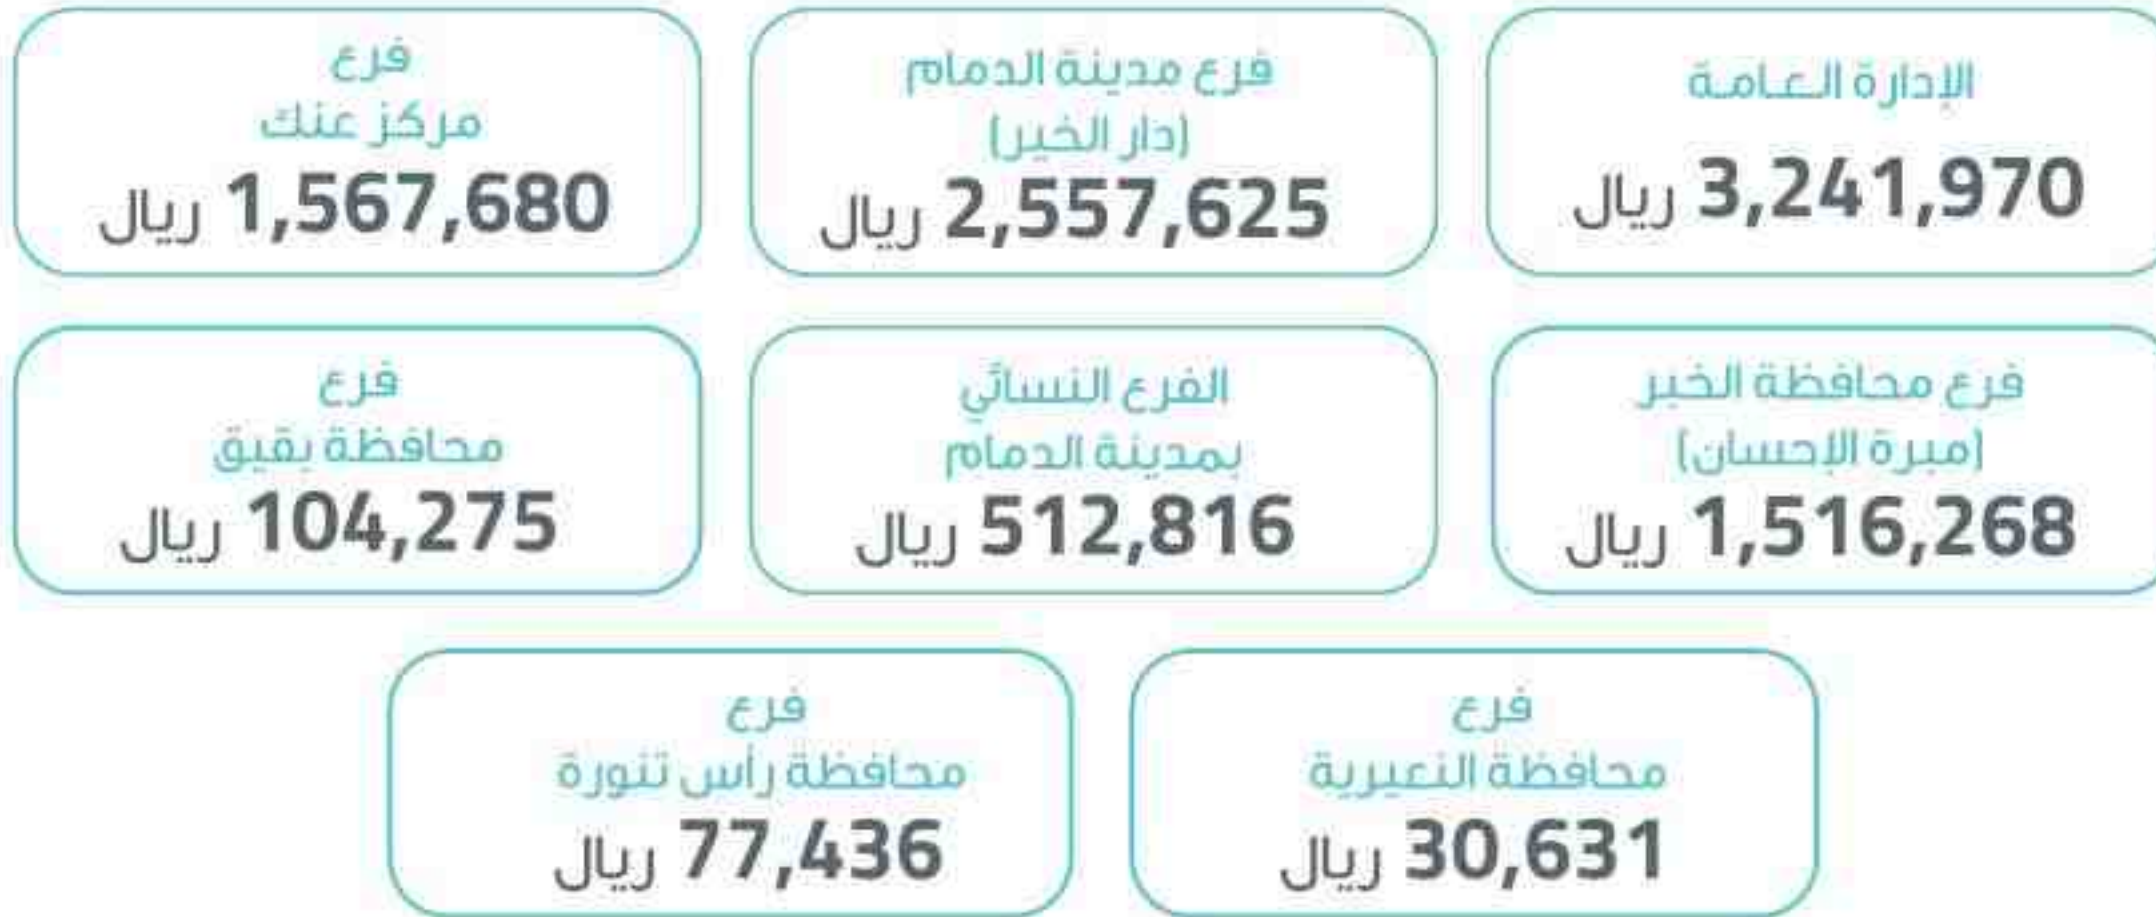 الإدارة العامة
3,241,970 ريال
فرع مدينة الدمام
(دار الخير)
2,557,625 ريال
فرع
مركز عنك
1,567,680 ريال
فرع محافظة الخبر
(مبرة الإحسان)
1,516,268 ريال
الفرع النسائي
بمدينة الدمام
512,816 ريال
فرع
محافظة بقيق
104,275 ريال
فرع
محافظة النعيرية
30,631 ريال
فرع
محافظة رأس تنورة
77,436 ريال